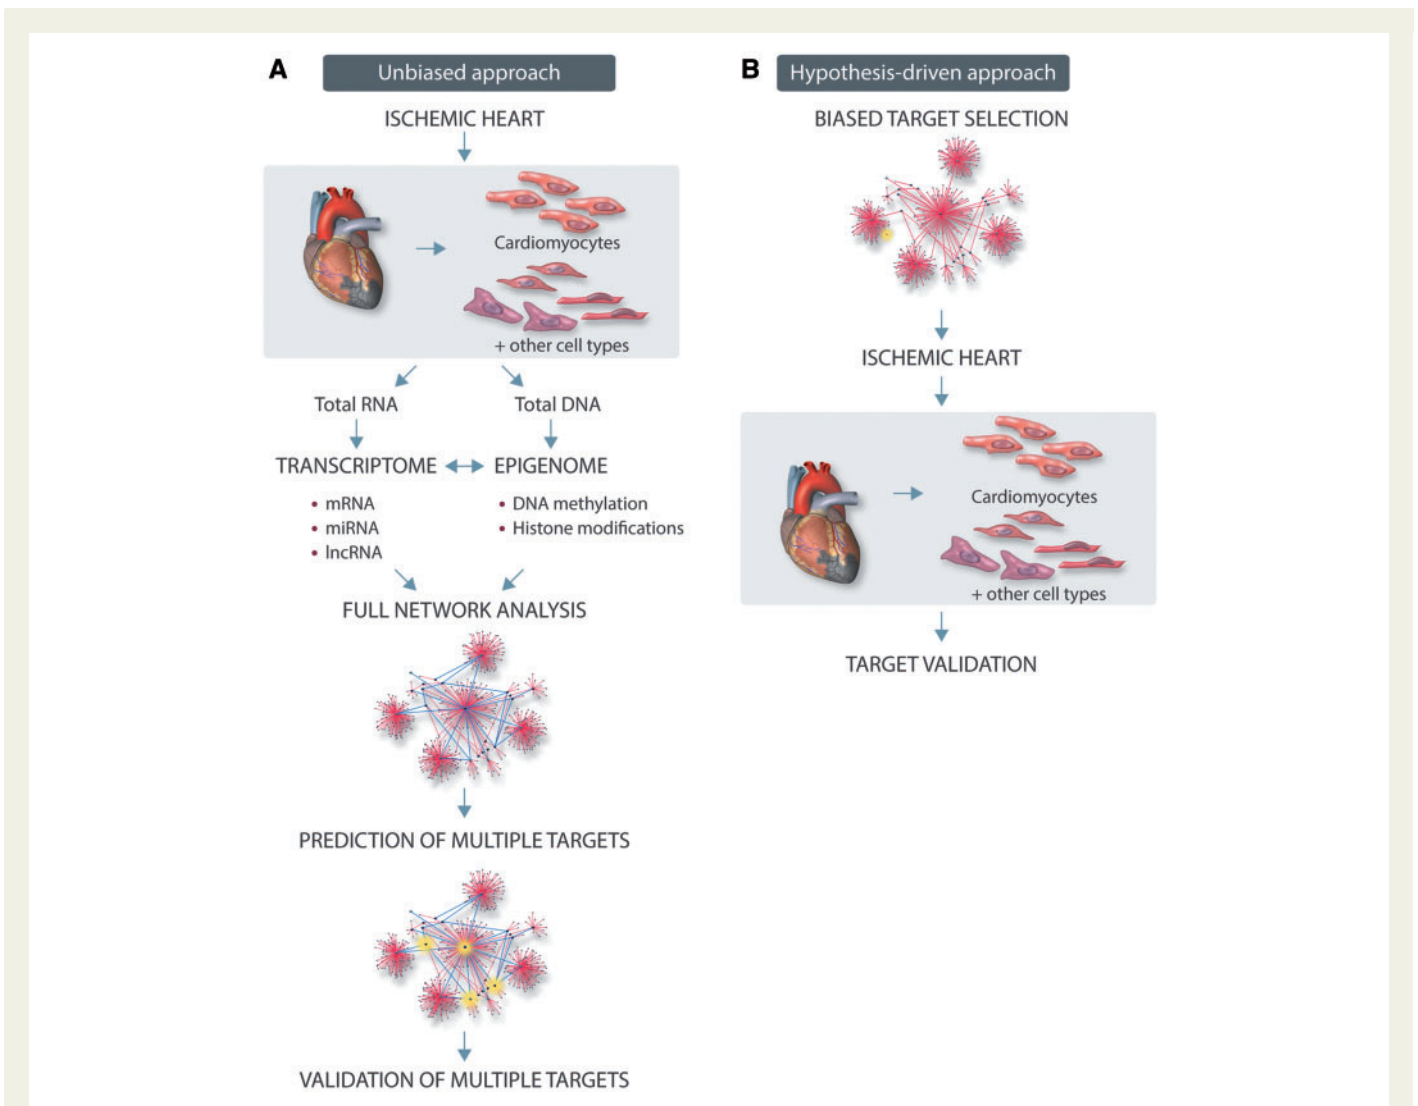 A
Unbiased approach
ISCHEMIC HEART
Cardiomyocytes
+ other cell types
Total RNA
Total DNA
TRANSCRIPTOME
EPIGENOME
• mRNA
• miRNA
• lncRNA
• DNA methylation
• Histone modifications
FULL NETWORK ANALYSIS
PREDICTION OF MULTIPLE TARGETS
VALIDATION OF MULTIPLE TARGETS
B
Hypothesis-driven approach
BIASED TARGET SELECTION
ISCHEMIC HEART
Cardiomyocytes
+ other cell types
TARGET VALIDATION